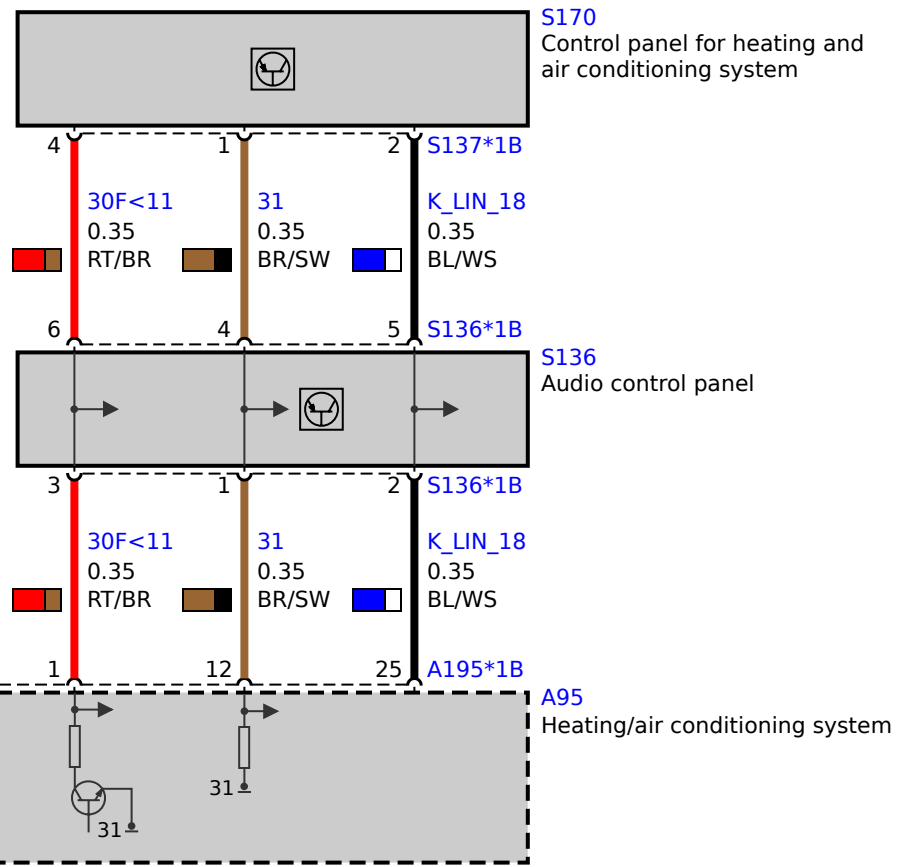 S170
Control panel for heating and
air conditioning system
4 1 2 S137*1B
30F<11 31 K_LIN_18
0.35 0.35 0.35
RT/BR BR/SW BL/WS
6 4 5 S136*1B
S136
Audio control panel
3 1 2 S136*1B
30F<11 31 K_LIN_18
0.35 0.35 0.35
RT/BR BR/SW BL/WS
1 12 25 A195*1B
A95
Heating/air conditioning system
31
31